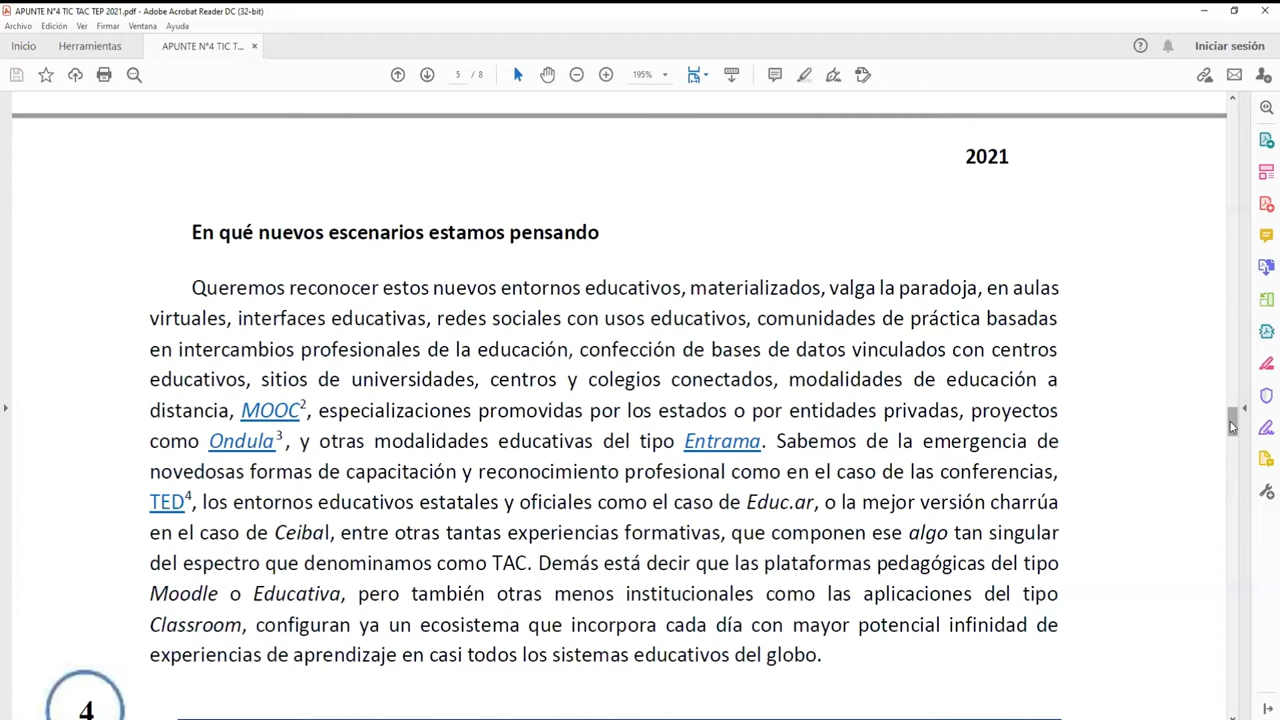 APUNTE N°4 TIC TAC TEP 2021.pdf - Adobe Acrobat Reader DC (32-bit)
Archivo Edición Ver Firmar Ventana Ayuda
Inicio Herramientas APUNTE N°4 TIC T... × Iniciar sesión
5 / 8 195%
2021
En qué nuevos escenarios estamos pensando
Queremos reconocer estos nuevos entornos educativos, materializados, valga la paradoja, en aulas
virtuales, interfaces educativas, redes sociales con usos educativos, comunidades de práctica basadas
en intercambios profesionales de la educación, confección de bases de datos vinculados con centros
educativos, sitios de universidades, centros y colegios conectados, modalidades de educación a
distancia, MOOC2, especializaciones promovidas por los estados o por entidades privadas, proyectos
como Ondula3, y otras modalidades educativas del tipo Entrama. Sabemos de la emergencia de
novedosas formas de capacitación y reconocimiento profesional como en el caso de las conferencias,
TED4, los entornos educativos estatales y oficiales como el caso de Educ.ar, o la mejor versión charrúa
en el caso de Ceibal, entre otras tantas experiencias formativas, que componen ese algo tan singular
del espectro que denominamos como TAC. Demás está decir que las plataformas pedagógicas del tipo
Moodle o Educativa, pero también otras menos institucionales como las aplicaciones del tipo
Classroom, configuran ya un ecosistema que incorpora cada día con mayor potencial infinidad de
experiencias de aprendizaje en casi todos los sistemas educativos del globo.
4